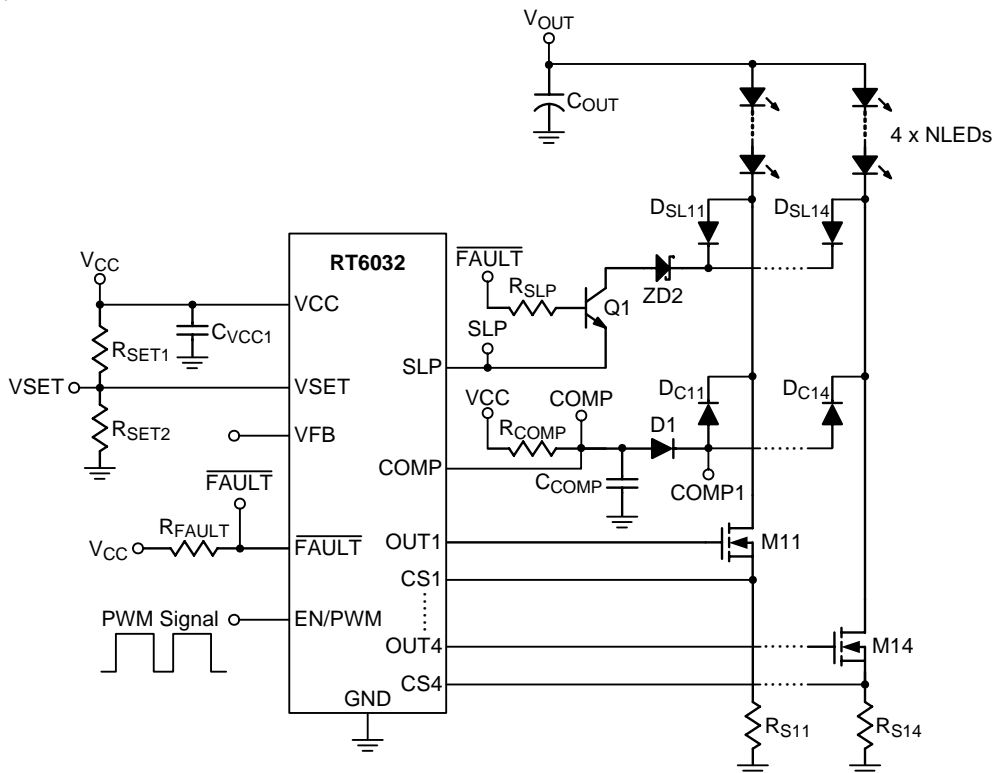 VOUT
COUT
4 x NLEDs
DSL11
DSL14
RT6032
FAULT
RSLP
ZD2
Q1
SLP
SLP
VCC
VCC
CVCC1
RSET1
VSET
VSET
RSET2
VFB
DC11
DC14
VCC
COMP
RCOMP
D1
COMP
CCOMP
COMP1
FAULT
RFAULT
VCC
FAULT
OUT1
M11
CS1
PWM Signal
EN/PWM
OUT4
M14
CS4
GND
RS11
RS14